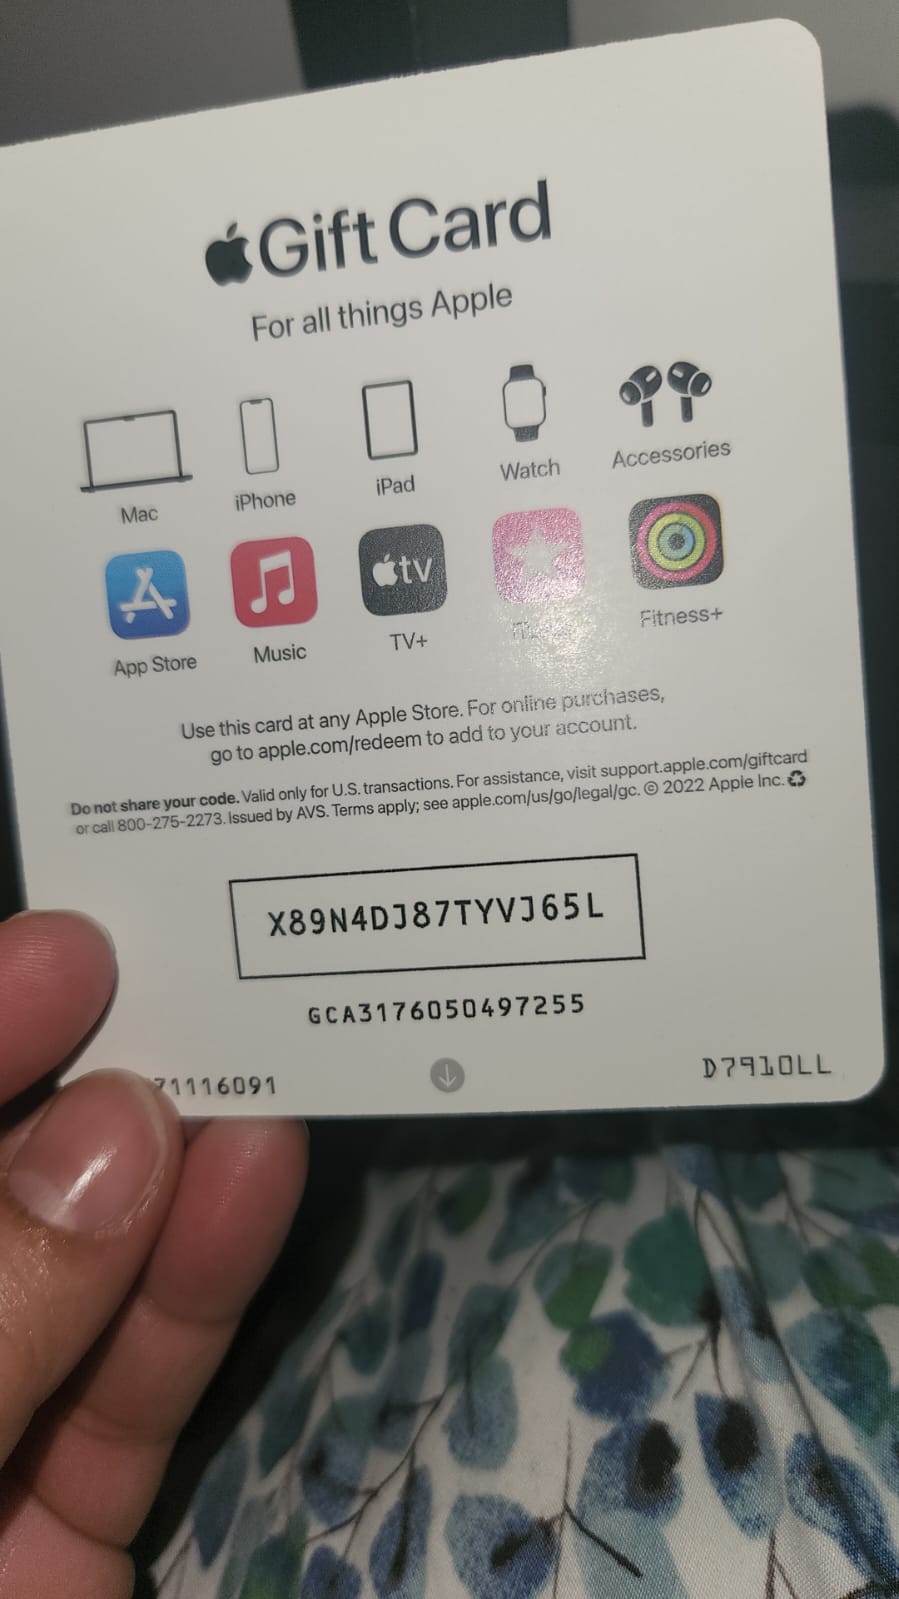 Gift Card
For all things Apple
Mac
iPhone
iPad
Watch
Accessories
tv
App Store
Music
TV+
Fitness+
Use this card at any Apple Store. For online purchases,
go to apple.com/redeem to add to your account.
Do not share your code. Valid only for U.S. transactions. For assistance, visit support.apple.com/giftcard
or call 800-275-2273. Issued by AVS. Terms apply; see apple.com/us/go/legal/gc. © 2022 Apple Inc.
X89N4DJ87TYVJ65L
GCA3176050497255
71116091
D7910LL